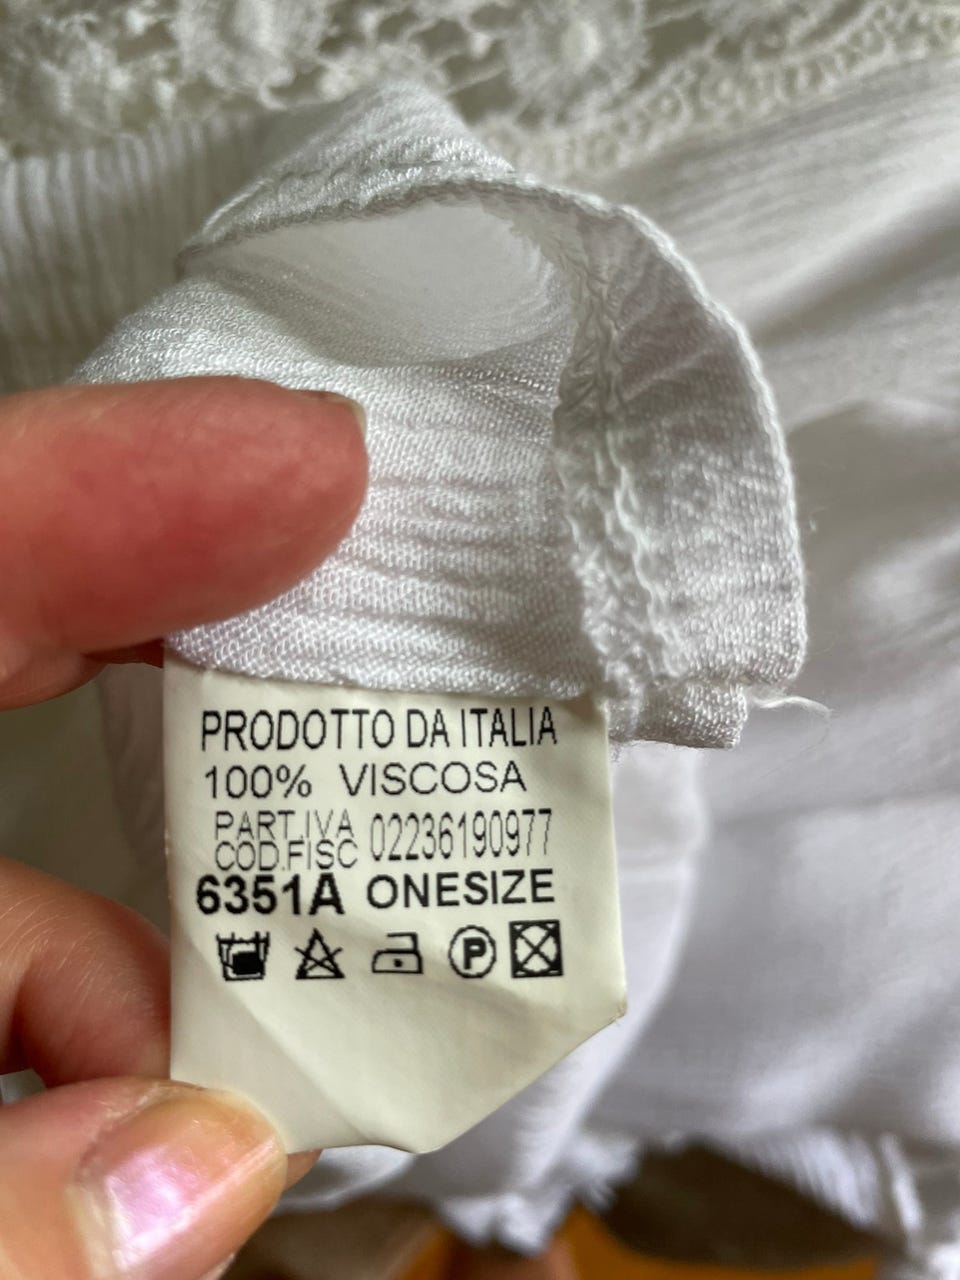 PRODOTTO DA ITALIA
100% VISCOSA
PART.IVA
COD.FISC 02236190977
6351A ONESIZE
P